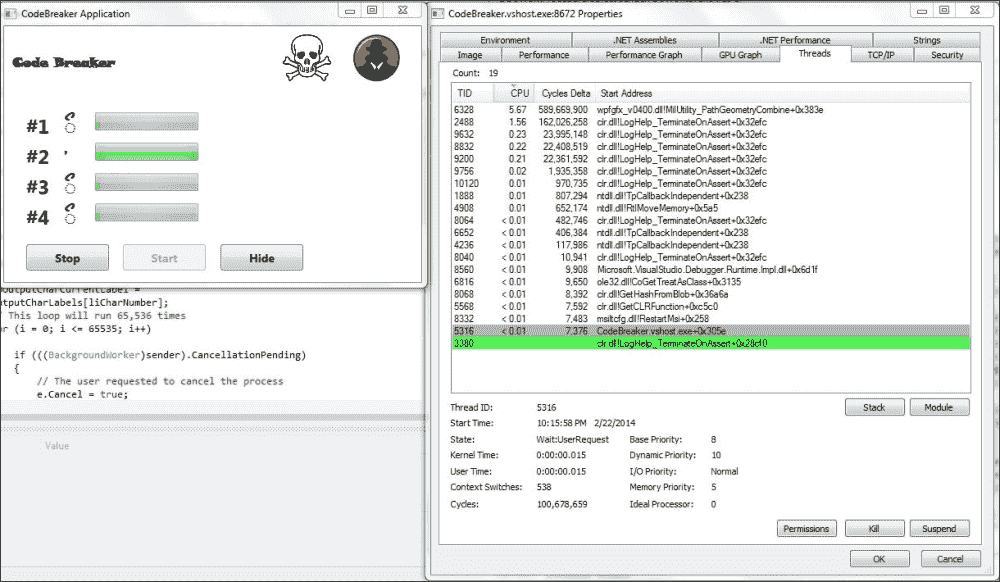 CodeBreaker Application
Code Breaker
#1
#2 ,
#3
#4
Stop Start Hide
outputCharCurrentLabel =
utputCharLabels[liCharNumber];
This loop will run 65,536 times
or (i = 0; i <= 65535; i++)
if (((BackgroundWorker)sender).CancellationPending)
{
// The user requested to cancel the process
e.Cancel = true;
Value
CodeBreaker.vshost.exe:8672 Properties
Environment .NET Assemblies .NET Performance Strings
Image Performance Performance Graph GPU Graph Threads TCP/IP Security
Count: 19
TID CPU Cycles Delta Start Address
6328 5.67 589,669,900 wpfgfx_v0400.dll!MilUtility_PathGeometryCombine+0x383e
2488 1.56 162,026,258 clr.dll!LogHelp_TerminateOnAssert+0x32efc
9632 0.23 23,995,148 clr.dll!LogHelp_TerminateOnAssert+0x32efc
8832 0.22 22,408,519 clr.dll!LogHelp_TerminateOnAssert+0x32efc
9200 0.21 22,361,592 clr.dll!LogHelp_TerminateOnAssert+0x32efc
9756 0.02 1,935,358 clr.dll!LogHelp_TerminateOnAssert+0x32efc
10120 0.01 970,735 clr.dll!LogHelp_TerminateOnAssert+0x32efc
1888 0.01 807,294 ntdll.dll!TpCallbackIndependent+0x238
4908 0.01 652,174 ntdll.dll!RtlMoveMemory+0x5a5
8064 < 0.01 482,746 clr.dll!LogHelp_TerminateOnAssert+0x32efc
6652 < 0.01 406,384 ntdll.dll!TpCallbackIndependent+0x238
4236 < 0.01 117,986 ntdll.dll!TpCallbackIndependent+0x238
8040 < 0.01 10,941 clr.dll!LogHelp_TerminateOnAssert+0x32efc
8560 < 0.01 9,908 Microsoft.VisualStudio.Debugger.Runtime.Impl.dll+0x6d1f
6816 < 0.01 9,650 ole32.dll!CoGetTreatAsClass+0x3135
8068 < 0.01 8,392 clr.dll!GetHashFromBlob+0x36a6a
5568 < 0.01 7,592 clr.dll!GetCLRFunction+0xc5c0
8332 < 0.01 7,483 msitcfg.dll!RestartMsi+0x258
5316 < 0.01 7,376 CodeBreaker.vshost.exe+0x305e
3380 clr.dll!LogHelp_TerminateOnAssert+0x28c10
Thread ID: 5316 Stack Module
Start Time: 10:15:58 PM 2/22/2014
State: Wait:UserRequest Base Priority: 8
Kernel Time: 0:00:00.015 Dynamic Priority: 10
User Time: 0:00:00.015 I/O Priority: Normal
Context Switches: 538 Memory Priority: 5
Cycles: 100,678,659 Ideal Processor: 0
Permissions Kill Suspend
OK Cancel